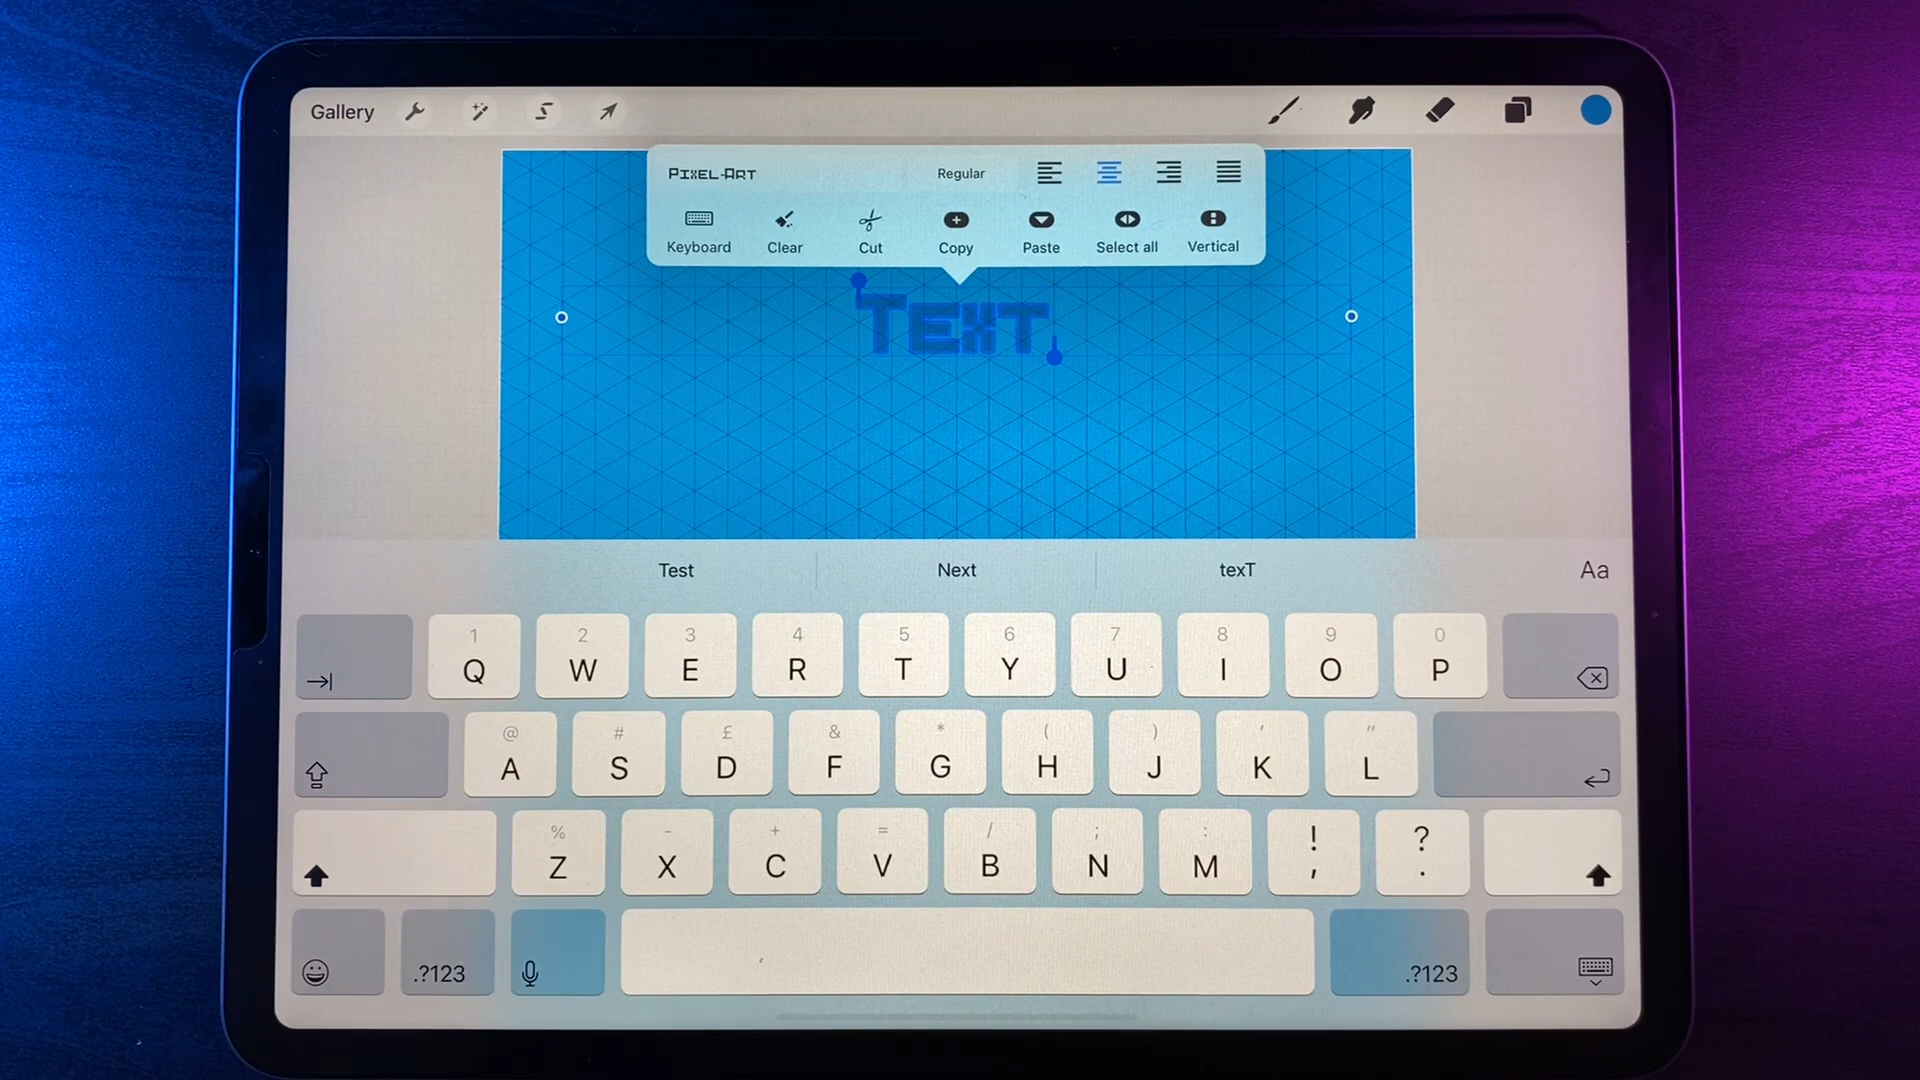 Gallery
Pixel-Art Regular
Keyboard Clear Cut Copy Paste Select all Vertical
Text
Test Next texT Aa
1 2 3 4 5 6 7 8 9 0
Q W E R T Y U I O P
@ # £ & * ( ) ' "
A S D F G H J K L
% - + = / ; : ! ?
Z X C V B N M , .
.?123 .?123